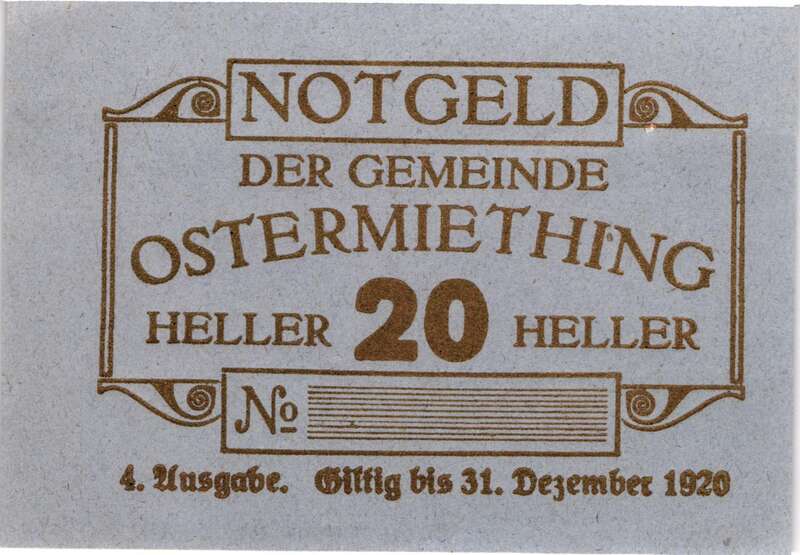 NOTGELD
DER GEMEINDE
OSTERMIETHING
HELLER 20 HELLER
No
4. Ausgabe. Giltig bis 31. Dezember 1920